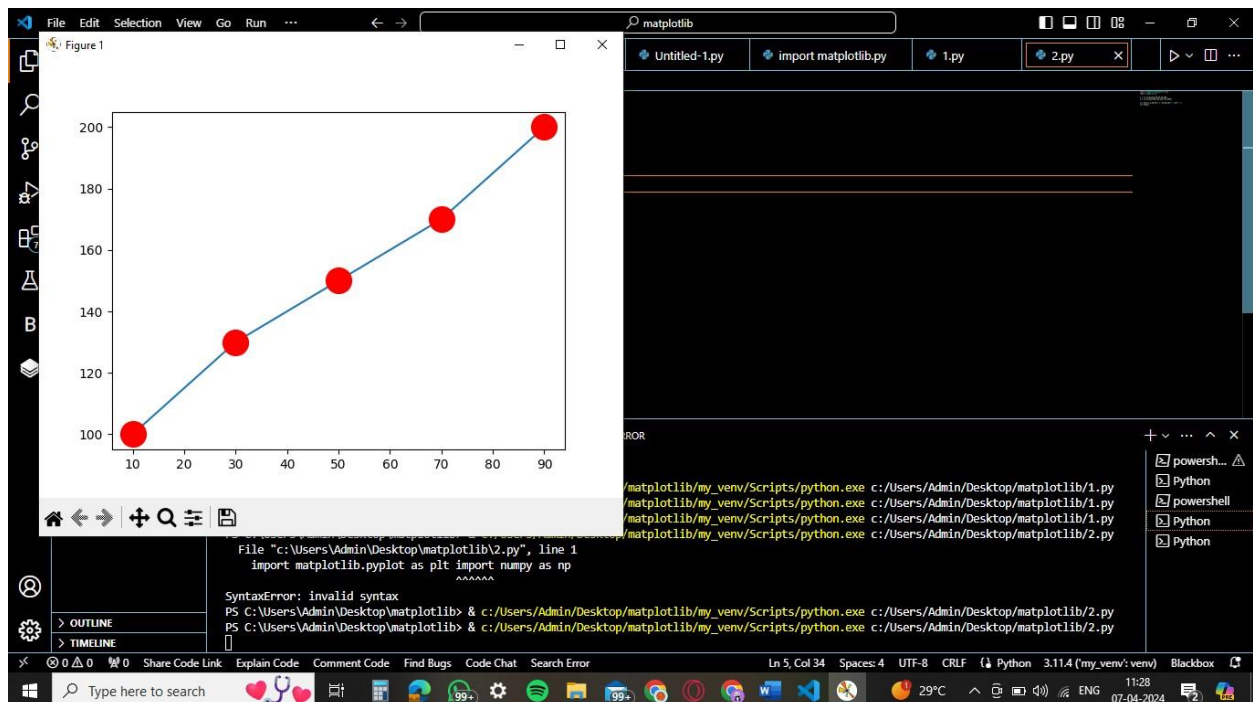 File Edit Selection View Go Run ··· ← → matplotlib
Figure 1
Untitled-1.py import matplotlib.py 1.py 2.py
200
180
160
140
120
100
10 20 30 40 50 60 70 80 90
ROR
powersh...
Python
powershell
Python
Python
/matplotlib/my_venv/Scripts/python.exe c:/Users/Admin/Desktop/matplotlib/1.py
/matplotlib/my_venv/Scripts/python.exe c:/Users/Admin/Desktop/matplotlib/1.py
/matplotlib/my_venv/Scripts/python.exe c:/Users/Admin/Desktop/matplotlib/1.py
/matplotlib/my_venv/Scripts/python.exe c:/Users/Admin/Desktop/matplotlib/2.py
File "c:\Users\Admin\Desktop\matplotlib\2.py", line 1
import matplotlib.pyplot as plt import numpy as np
^^^^^^
SyntaxError: invalid syntax
PS C:\Users\Admin\Desktop\matplotlib> & c:/Users/Admin/Desktop/matplotlib/my_venv/Scripts/python.exe c:/Users/Admin/Desktop/matplotlib/2.py
PS C:\Users\Admin\Desktop\matplotlib> & c:/Users/Admin/Desktop/matplotlib/my_venv/Scripts/python.exe c:/Users/Admin/Desktop/matplotlib/2.py
> OUTLINE
> TIMELINE
0 0 0 Share Code Link Explain Code Comment Code Find Bugs Code Chat Search Error Ln 5, Col 34 Spaces: 4 UTF-8 CRLF Python 3.11.4 ('my_venv': venv) Blackbox
Type here to search 99+ 99+ 29°C ENG 11:28
07-04-2024 2